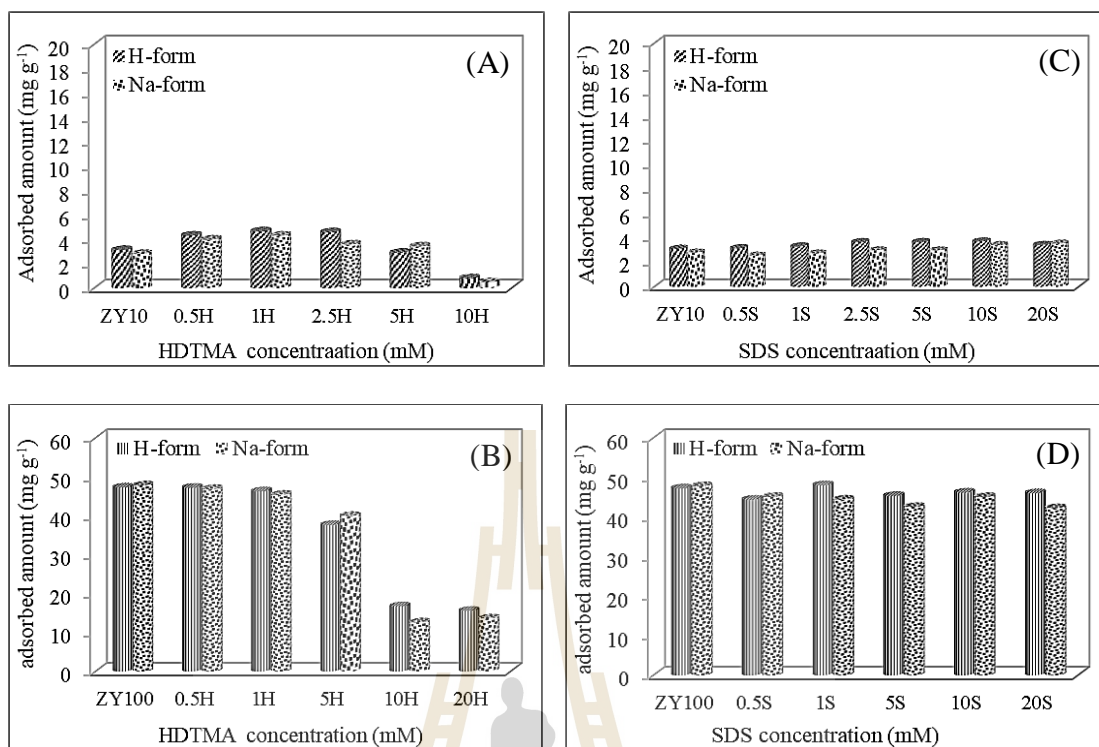 (A)
H-form
Na-form
Adsorbed amount (mg g-1)
20
18
16
14
12
10
8
6
4
2
0
ZY10 0.5H 1H 2.5H 5H 10H
HDTMA concentraation (mM)
(C)
H-form
Na-form
Adsorbed amount (mg g-1)
20
18
16
14
12
10
8
6
4
2
0
ZY10 0.5S 1S 2.5S 5S 10S 20S
SDS concentraation (mM)
(B)
H-form Na-form
adsorbed amount (mg g-1)
60
50
40
30
20
10
0
ZY100 0.5H 1H 5H 10H 20H
HDTMA concentraation (mM)
(D)
H-form Na-form
adsorbed amount (mg g-1)
60
50
40
30
20
10
0
ZY100 0.5S 1S 5S 10S 20S
SDS concentraation (mM)